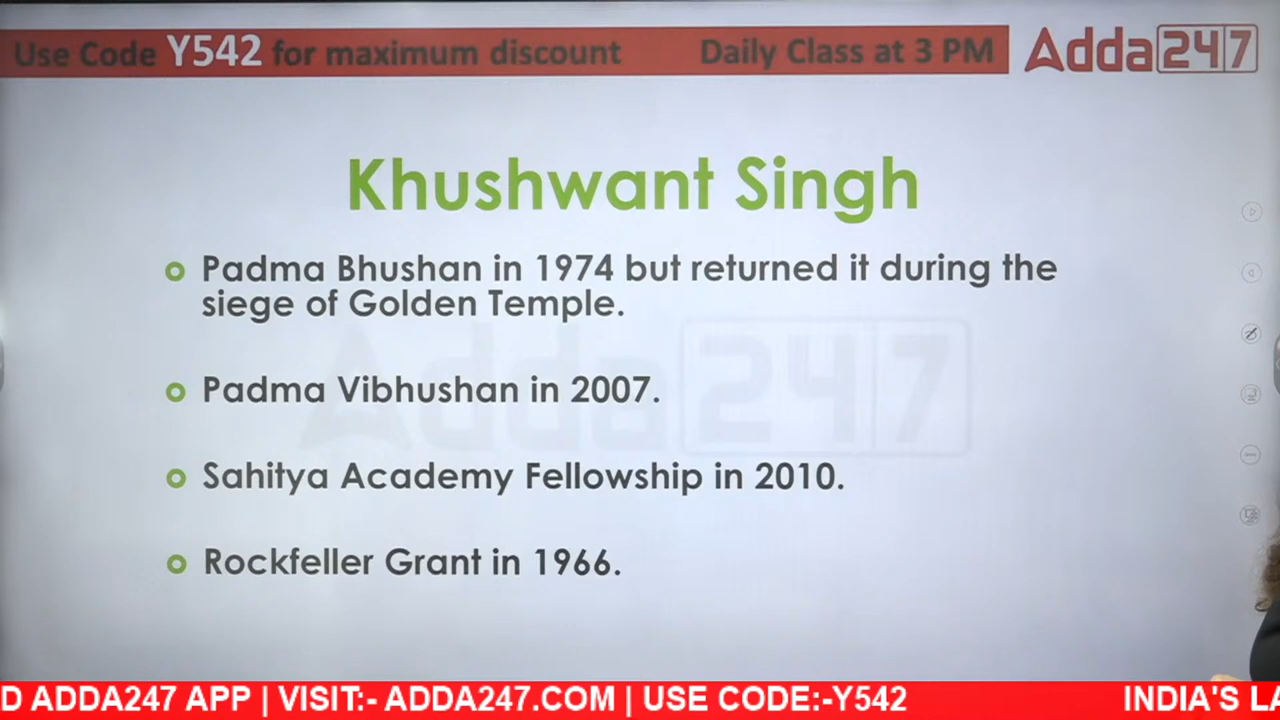 Use Code Y542 for maximum discount Daily Class at 3 PM Adda247
Khushwant Singh
Padma Bhushan in 1974 but returned it during the
siege of Golden Temple.
Padma Vibhushan in 2007.
Sahitya Academy Fellowship in 2010.
Rockfeller Grant in 1966.
Adda247
D ADDA247 APP | VISIT:- ADDA247.COM | USE CODE:-Y542 INDIA'S LA